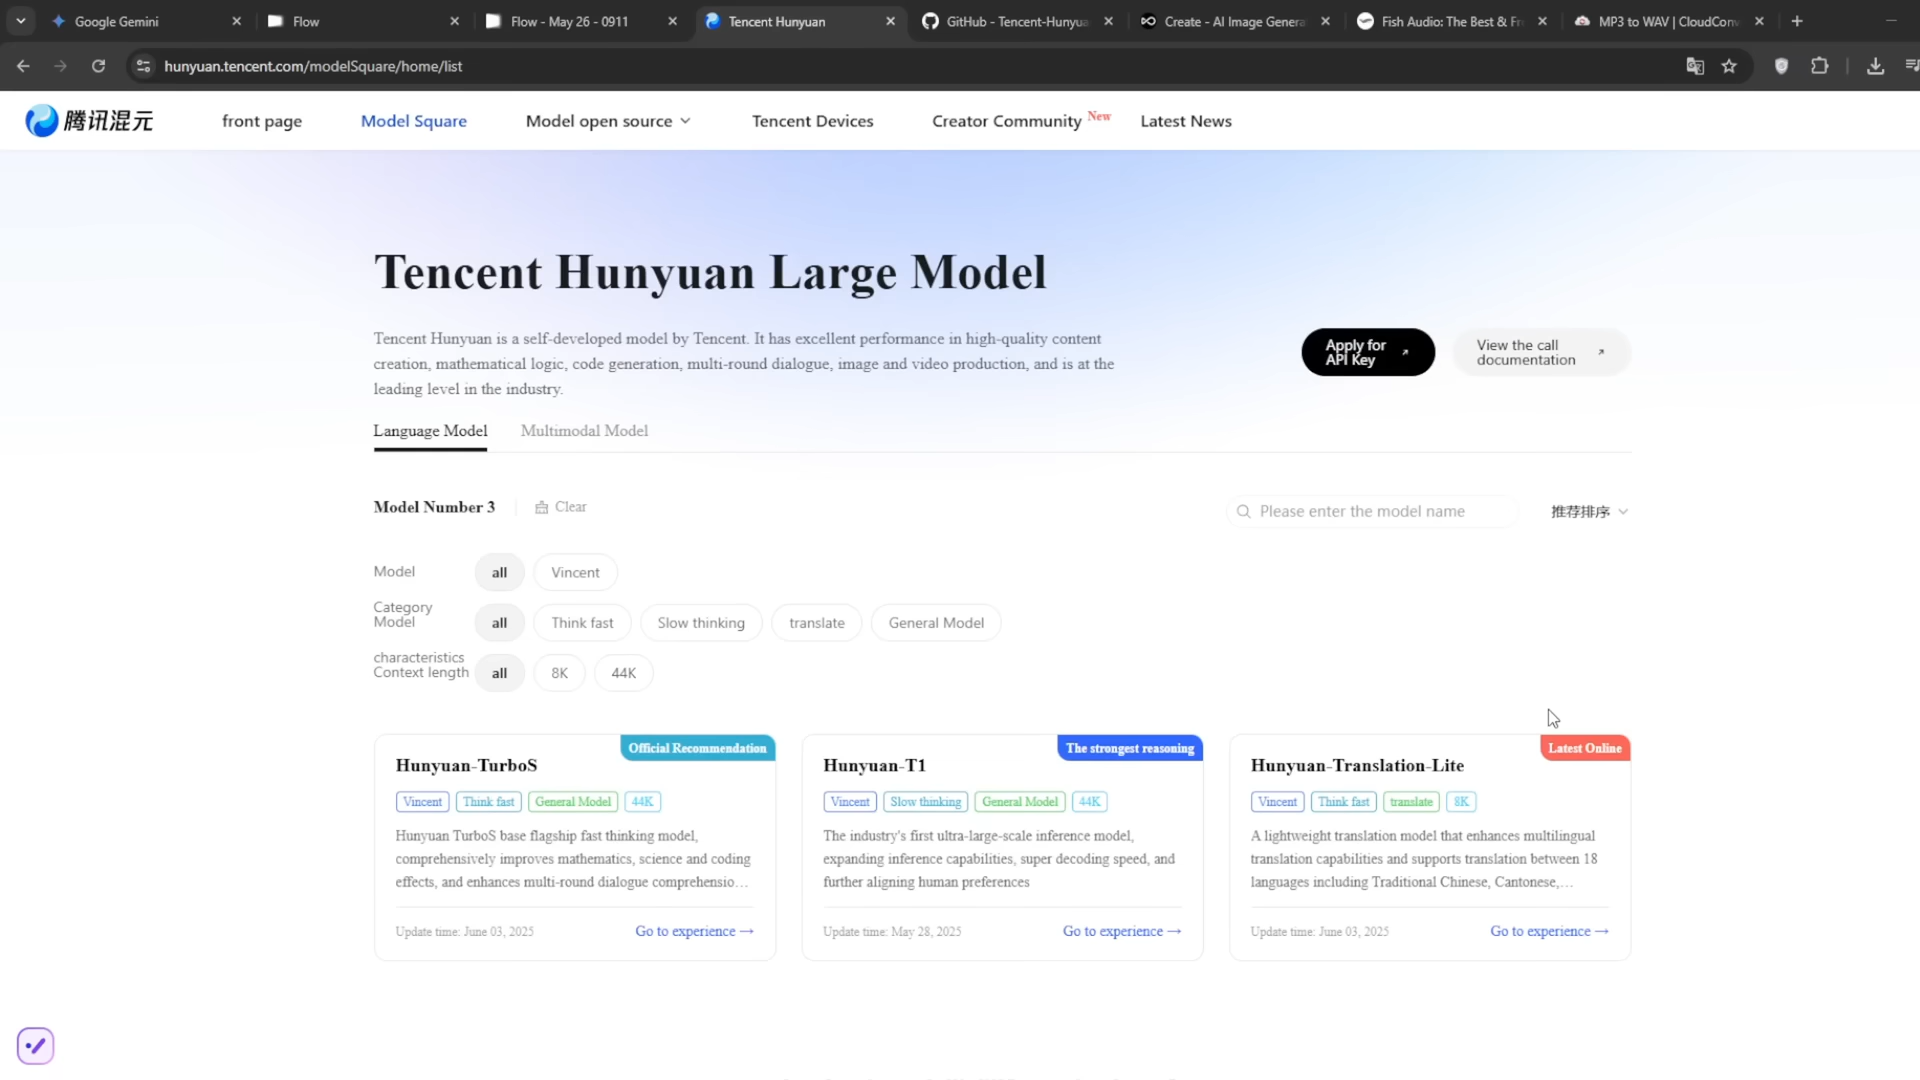 Google Gemini
Flow
Flow - May 26 - 0911
Tencent Hunyuan
GitHub - Tencent-Hunyua
Create - AI Image Genera
Fish Audio: The Best & Fr
MP3 to WAV | CloudConv
hunyuan.tencent.com/modelSquare/home/list
腾讯混元
front page
Model Square
Model open source
Tencent Devices
Creator Community New
Latest News
Tencent Hunyuan Large Model
Tencent Hunyuan is a self-developed model by Tencent. It has excellent performance in high-quality content
creation, mathematical logic, code generation, multi-round dialogue, image and video production, and is at the
leading level in the industry.
Apply for
API Key
View the call
documentation
Language Model
Multimodal Model
Model Number 3
Clear
Please enter the model name
推荐排序
Model
all
Vincent
Category
Model
all
Think fast
Slow thinking
translate
General Model
characteristics
Context length
all
8K
44K
Official Recommendation
Hunyuan-TurboS
Vincent
Think fast
General Model
44K
Hunyuan TurboS base flagship fast thinking model,
comprehensively improves mathematics, science and coding
effects, and enhances multi-round dialogue comprehensio...
Update time: June 03, 2025
Go to experience →
The strongest reasoning
Hunyuan-T1
Vincent
Slow thinking
General Model
44K
The industry's first ultra-large-scale inference model,
expanding inference capabilities, super decoding speed, and
further aligning human preferences
Update time: May 28, 2025
Go to experience →
Latest Online
Hunyuan-Translation-Lite
Vincent
Think fast
translate
8K
A lightweight translation model that enhances multilingual
translation capabilities and supports translation between 18
languages including Traditional Chinese, Cantonese,...
Update time: June 03, 2025
Go to experience →